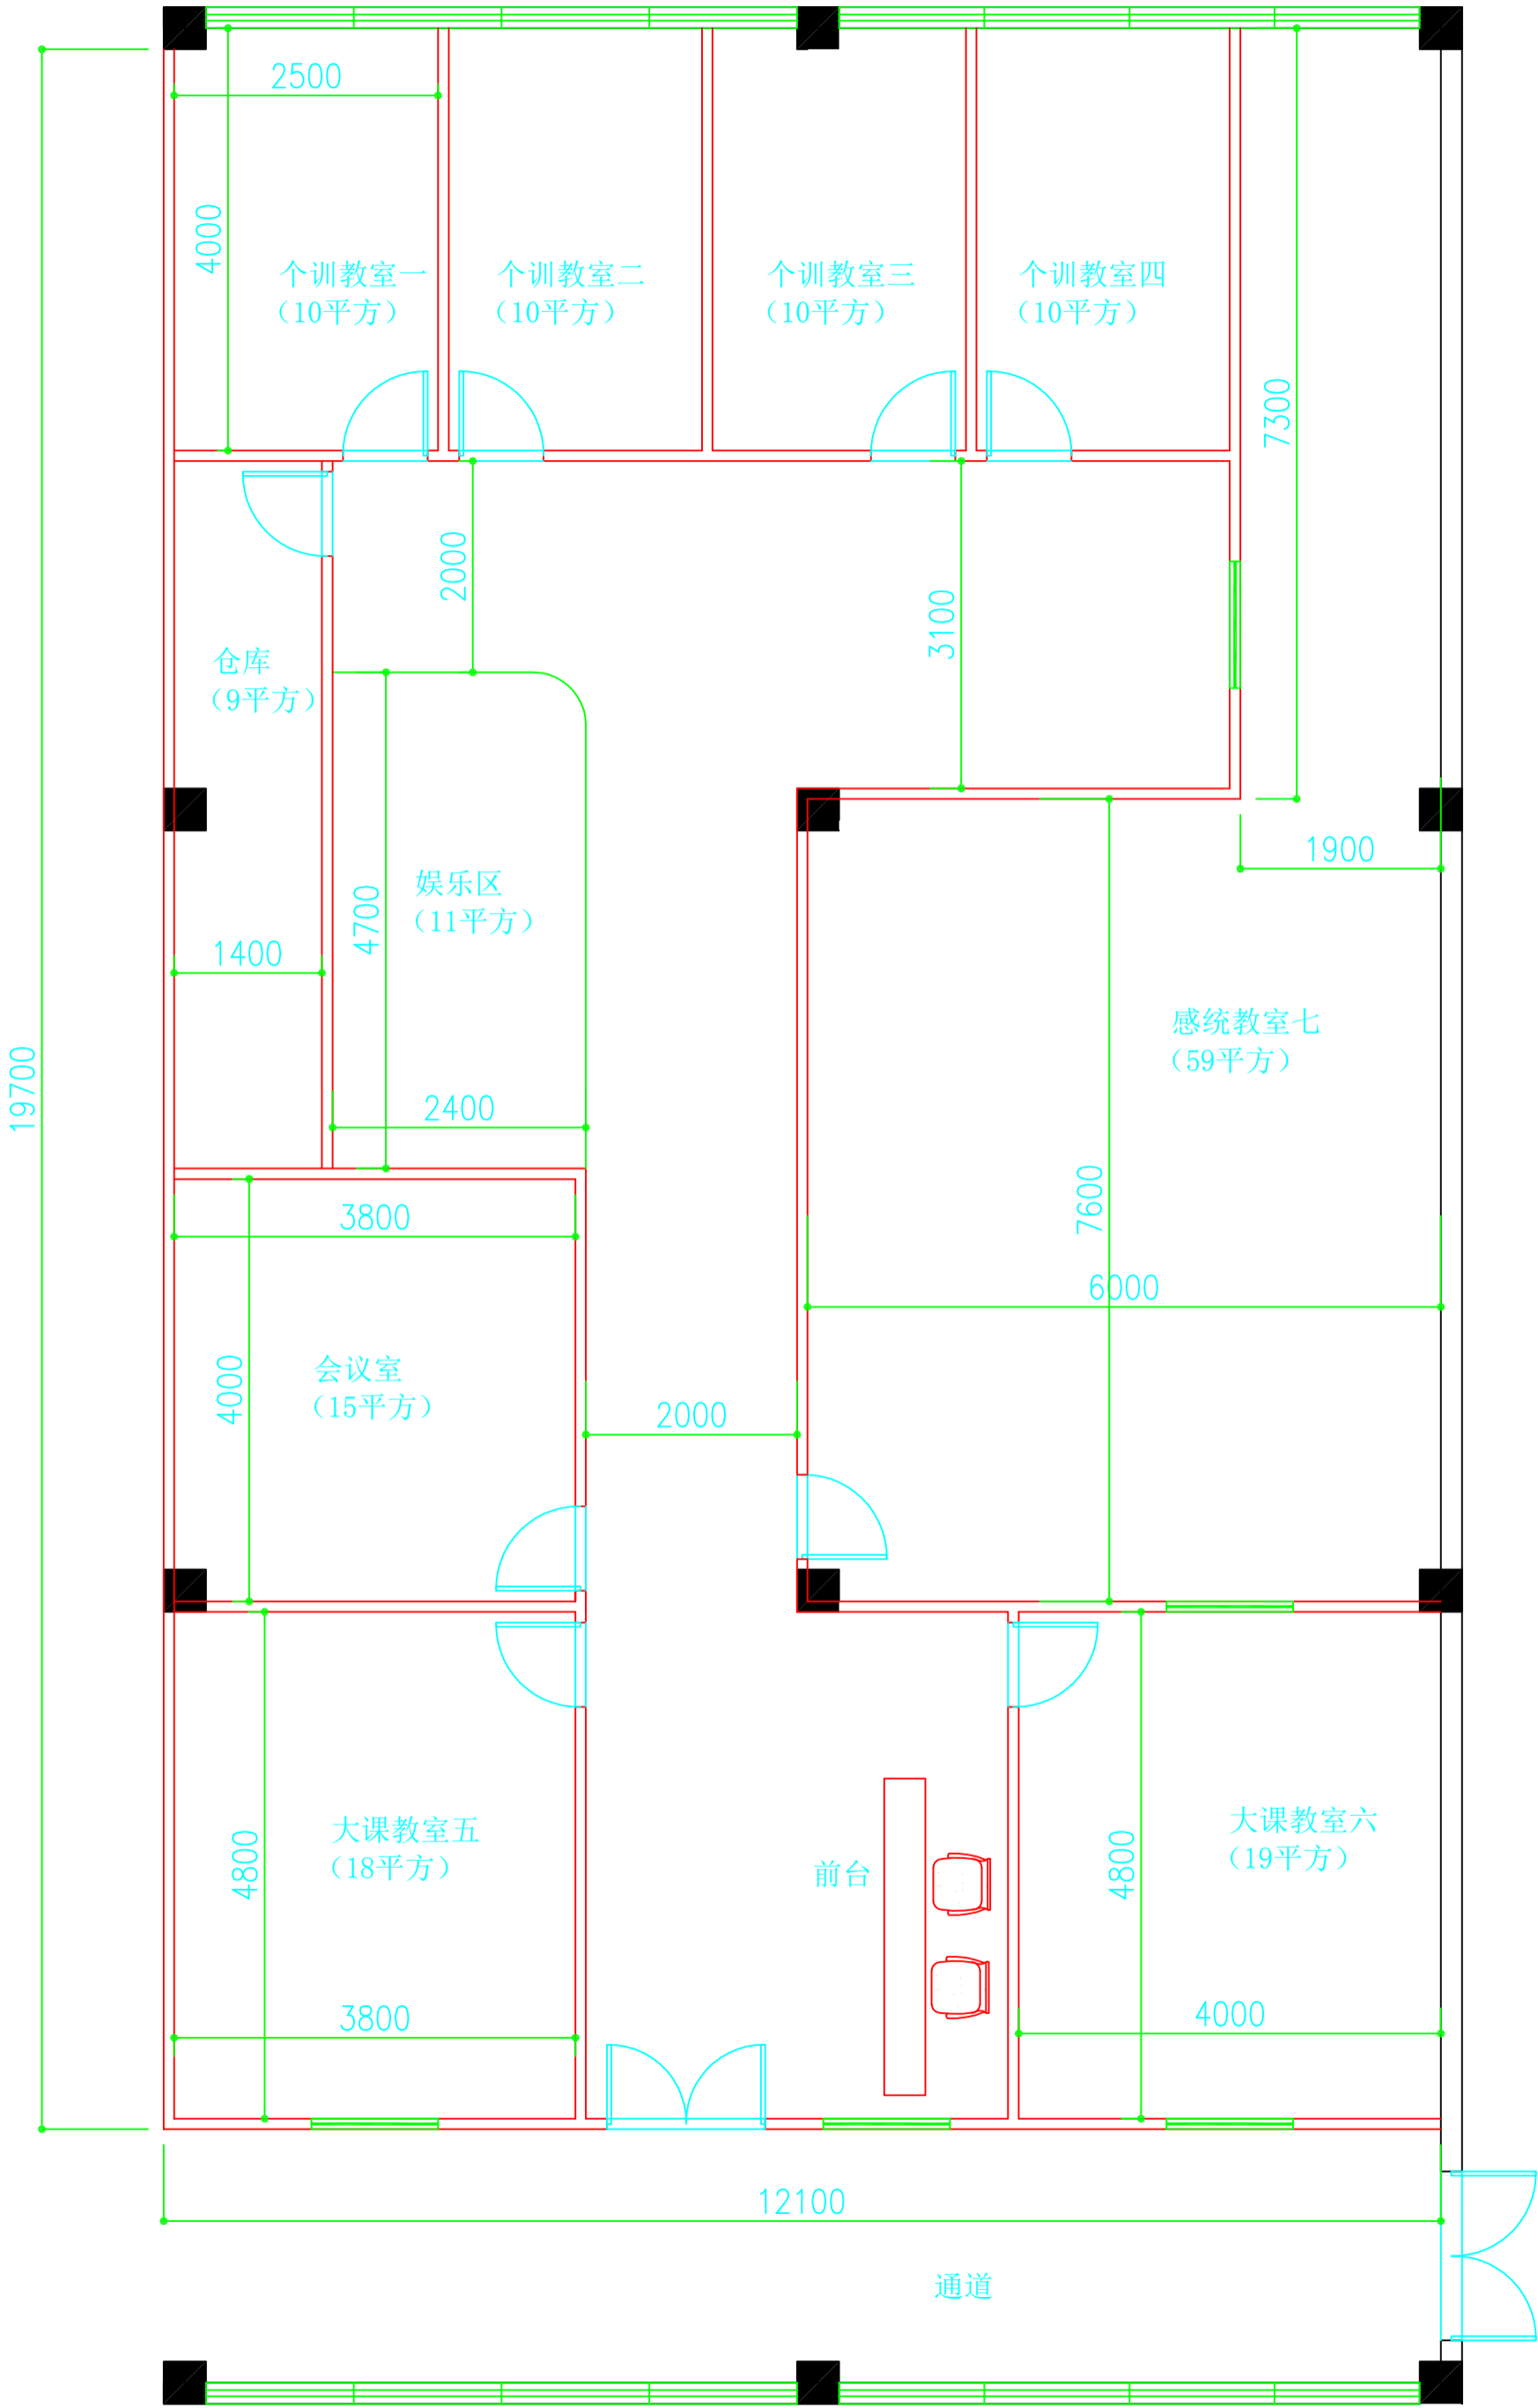 2500
4000
个训教室一
(10平方)
个训教室二
(10平方)
个训教室三
(10平方)
个训教室四
(10平方)
7300
2000
3100
仓库
(9平方)
1900
娱乐区
(11平方)
4700
1400
感统教室七
(59平方)
19700
2400
7600
3800
6000
会议室
(15平方)
4000
2000
大课教室五
(18平方)
4800
前台
大课教室六
(19平方)
4800
3800
4000
12100
通道